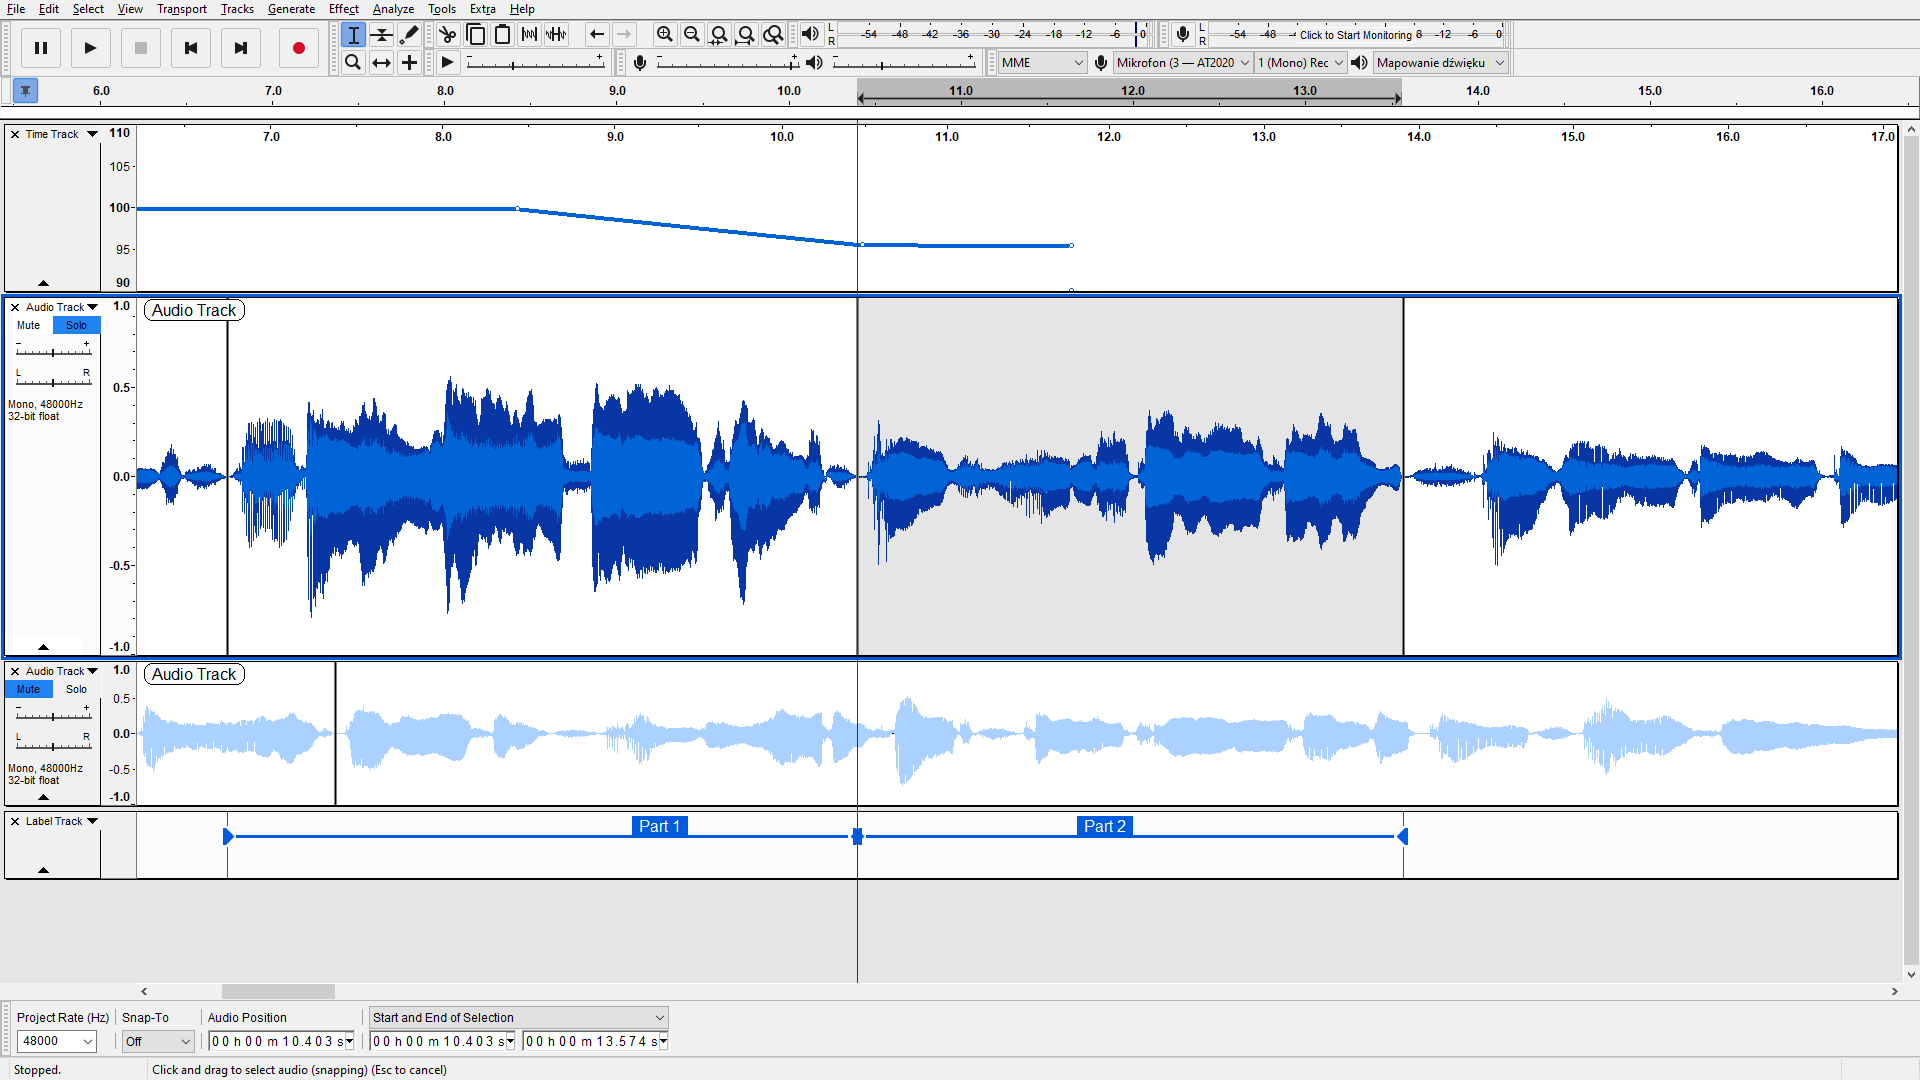 File Edit Select View Transport Tracks Generate Effect Analyze Tools Extra Help
L R -54 -48 -42 -36 -30 -24 -18 -12 -6 0
L R -54 -48 Click to Start Monitoring 8 -12 -6 0
- + - + - +
MME Mikrofon (3 — AT2020 1 (Mono) Rec Mapowanie dźwięku
6.0 7.0 8.0 9.0 10.0 11.0 12.0 13.0 14.0 15.0 16.0
Time Track 110 7.0 8.0 9.0 10.0 11.0 12.0 13.0 14.0 15.0 16.0 17.0
105
100
95
90
Audio Track 1.0 Audio Track
Mute Solo
- +
L R
0.5
Mono, 48000Hz
32-bit float
0.0
-0.5
-1.0
Audio Track 1.0 Audio Track
Mute Solo
0.5
- +
L R 0.0
Mono, 48000Hz -0.5
32-bit float
-1.0
Label Track Part 1 Part 2
Project Rate (Hz) Snap-To Audio Position Start and End of Selection
48000 Off 00 h 00 m 10.403 s 00 h 00 m 10.403 s 00 h 00 m 13.574 s
Stopped. Click and drag to select audio (snapping) (Esc to cancel)